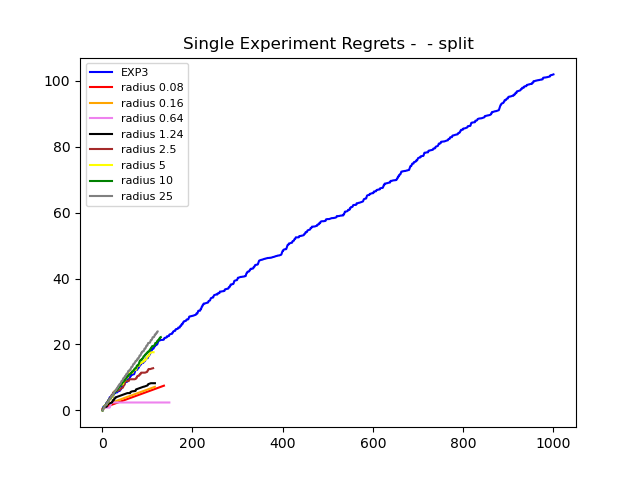 Single Experiment Regrets -  - split
EXP3
radius 0.08
radius 0.16
radius 0.64
radius 1.24
radius 2.5
radius 5
radius 10
radius 25
100
80
60
40
20
0
0 200 400 600 800 1000